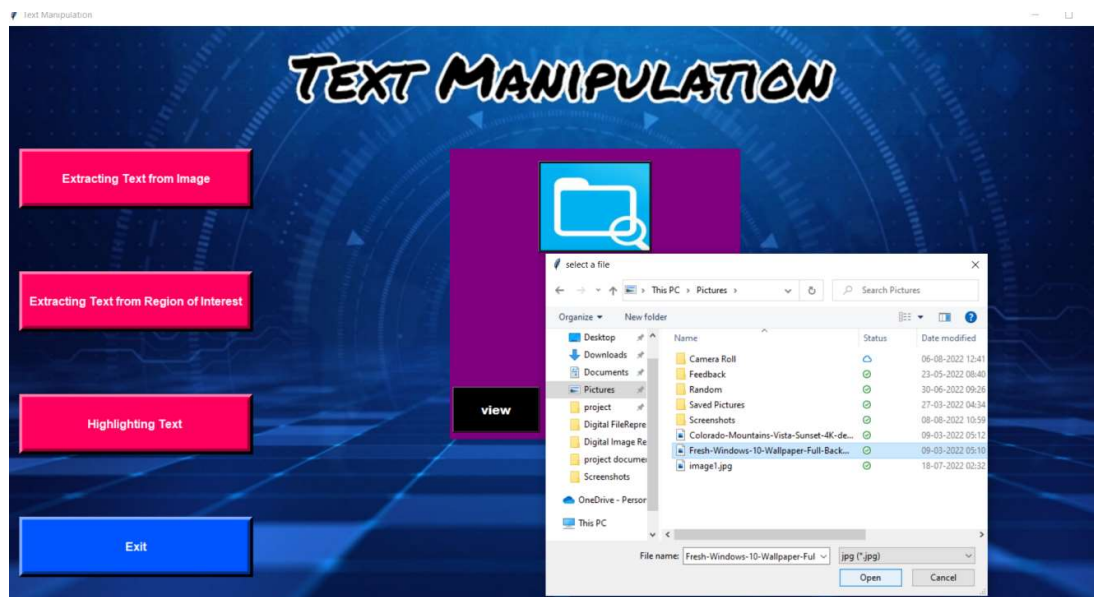 Text Manipulation
TEXT MANIPULATION
Extracting Text from Image
Extracting Text from Region of Interest
Highlighting Text
Exit
view
select a file
This PC > Pictures >
Search Pictures
Organize New folder
Name Status Date modified
Desktop
Downloads
Documents
Pictures
project
Digital FileRepre
Digital Image Re
project documen
Screenshots
OneDrive - Person
This PC
Camera Roll 06-08-2022 12:41
Feedback 23-05-2022 08:40
Random 30-06-2022 09:26
Saved Pictures 27-03-2022 04:34
Screenshots 08-08-2022 10:59
Colorado-Mountains-Vista-Sunset-4K-de... 09-03-2022 05:12
Fresh-Windows-10-Wallpaper-Full-Back... 09-03-2022 05:10
image1.jpg 18-07-2022 02:32
File name: Fresh-Windows-10-Wallpaper-Ful jpg (*.jpg)
Open Cancel